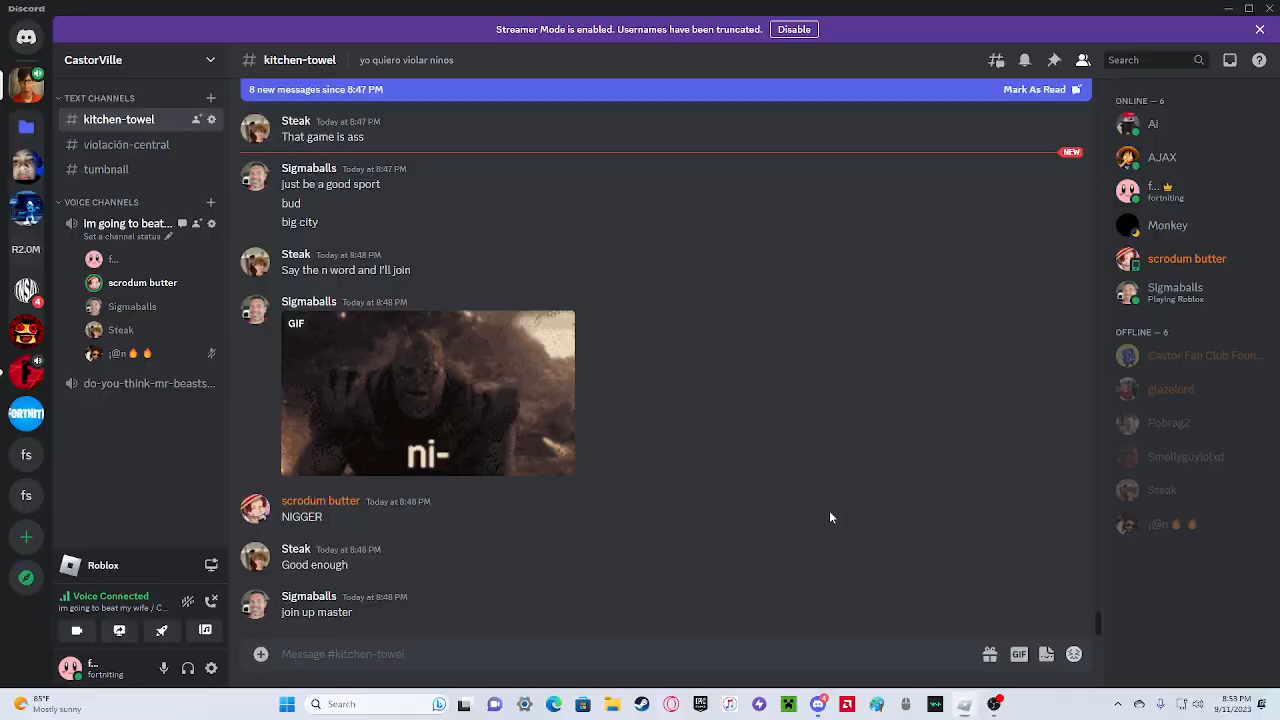 Discord
Streamer Mode is enabled. Usernames have been truncated. Disable
CastorVille
# kitchen-towel | yo quiero violar ninos
Search
8 new messages since 8:47 PM
Mark As Read
TEXT CHANNELS
# kitchen-towel
# violación-central
# tumnail
VOICE CHANNELS
Im going to beat...
Set a channel status
f...
scrodum butter
Sigmaballs
Steak
¡@n 🔥 🔥
do-you-think-mr-beasts...
R2.0M
4
FORTNIT
fs
fs
Roblox
Voice Connected
im going to beat my wife / C...
f...
fortniting
Steak Today at 8:47 PM
That game is ass
NEW
Sigmaballs Today at 8:47 PM
just be a good sport
bud
big city
Steak Today at 8:48 PM
Say the n word and I'll join
Sigmaballs Today at 8:48 PM
GIF
ni-
scrodum butter Today at 8:48 PM
NIGGER
Steak Today at 8:48 PM
Good enough
Sigmaballs Today at 8:48 PM
join up master
Message #kitchen-towel
GIF
ONLINE — 6
Ai
AJAX
f...
fortniting
Monkey
scrodum butter
Sigmaballs
Playing Roblox
OFFLINE — 6
Castor Fan Club Foun...
glazelord
Pobrag2
Smellyguylolxd
Steak
¡@n 🔥 🔥
85°F
Mostly sunny
Search
EPIC
4
8:53 PM
9/11/2023